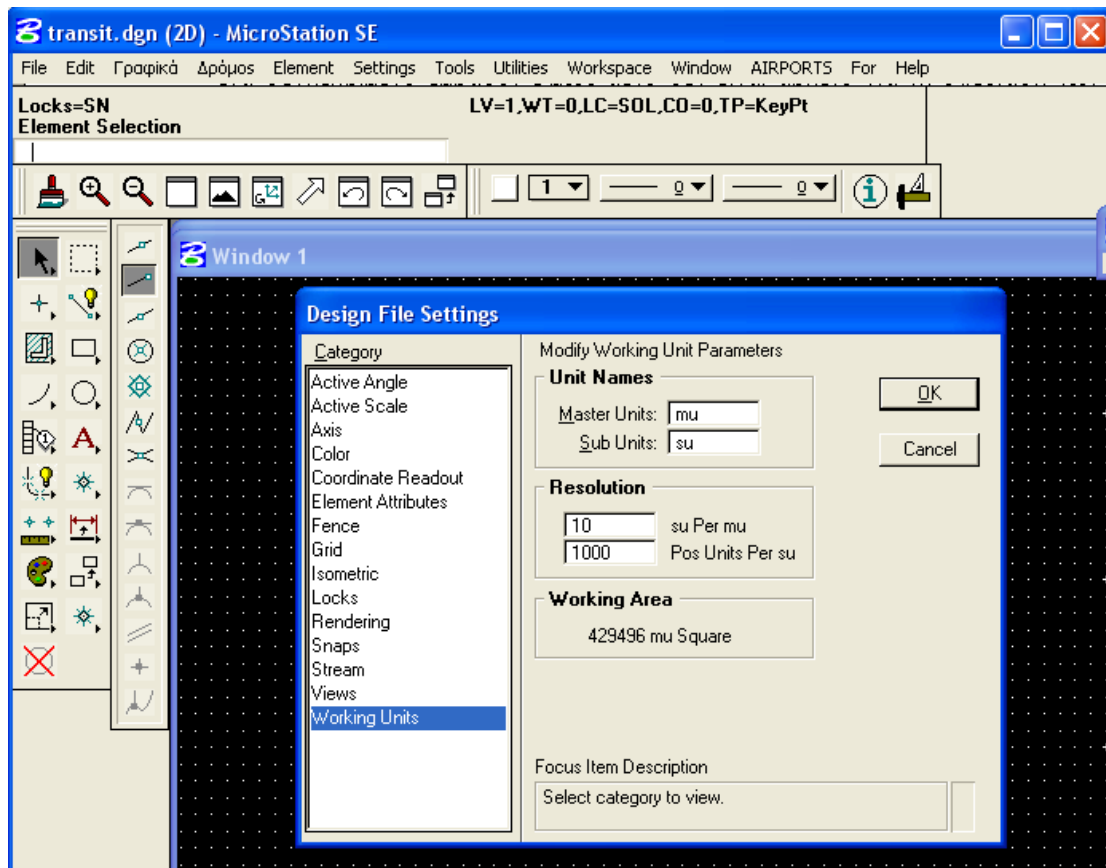 transit.dgn (2D) - MicroStation SE
File Edit Γραφικά Δρόμος Element Settings Tools Utilities Workspace Window AIRPORTS For Help
Locks=SN LV=1,WT=0,LC=SOL,CO=0,TP=KeyPt
Element Selection
1 0 0
Window 1
Design File Settings
Category
Active Angle
Active Scale
Axis
Color
Coordinate Readout
Element Attributes
Fence
Grid
Isometric
Locks
Rendering
Snaps
Stream
Views
Working Units
Modify Working Unit Parameters
Unit Names
Master Units: mu
Sub Units: su
Resolution
10 su Per mu
1000 Pos Units Per su
Working Area
429496 mu Square
OK
Cancel
Focus Item Description
Select category to view.